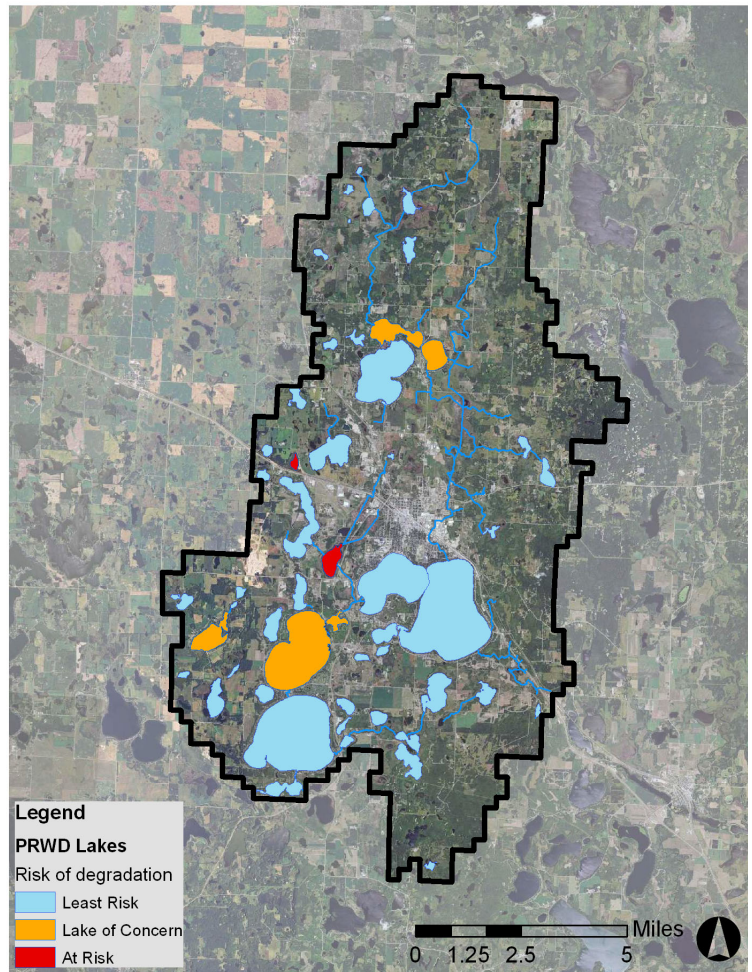 Legend
PRWD Lakes
Risk of degradation
Least Risk
Lake of Concern
At Risk
Miles
0 1.25 2.5 5